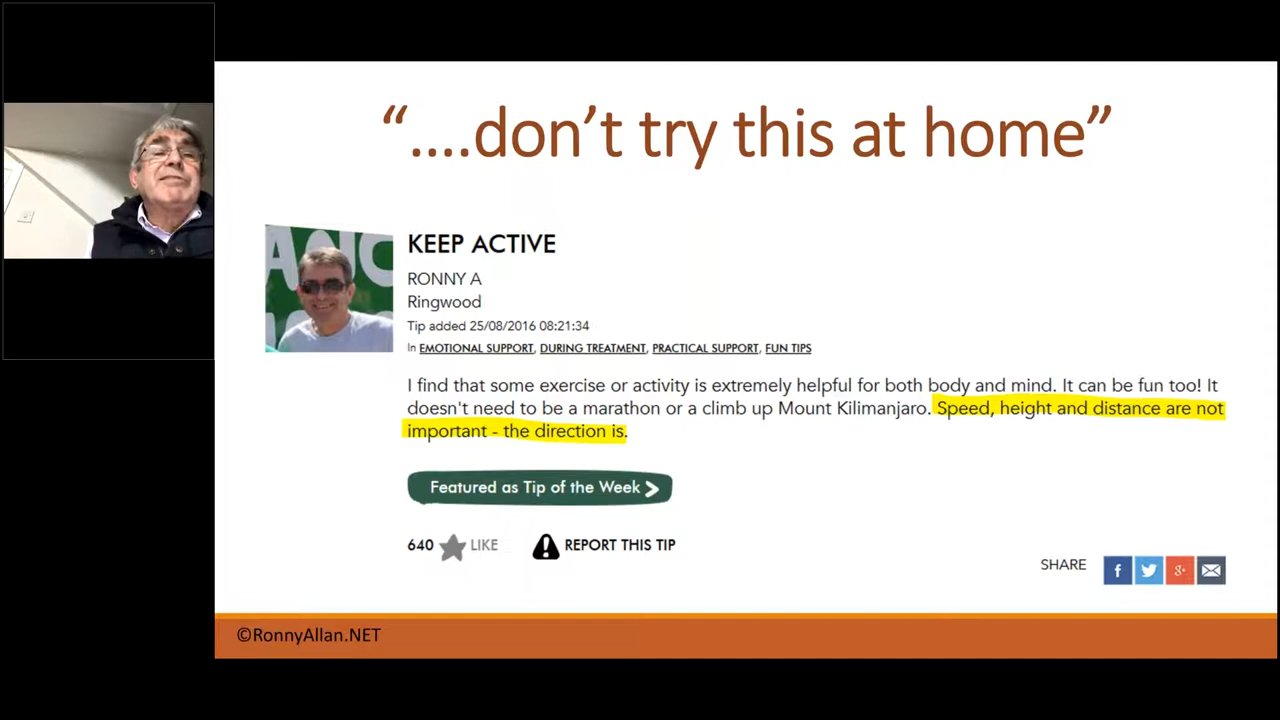 “....don’t try this at home”
KEEP ACTIVE
RONNY A
Ringwood
Tip added 25/08/2016 08:21:34
In EMOTIONAL SUPPORT, DURING TREATMENT, PRACTICAL SUPPORT, FUN TIPS
I find that some exercise or activity is extremely helpful for both body and mind. It can be fun too! It
doesn't need to be a marathon or a climb up Mount Kilimanjaro. Speed, height and distance are not
important - the direction is.
Featured as Tip of the Week
640 LIKE REPORT THIS TIP
SHARE f g+
©RonnyAllan.NET